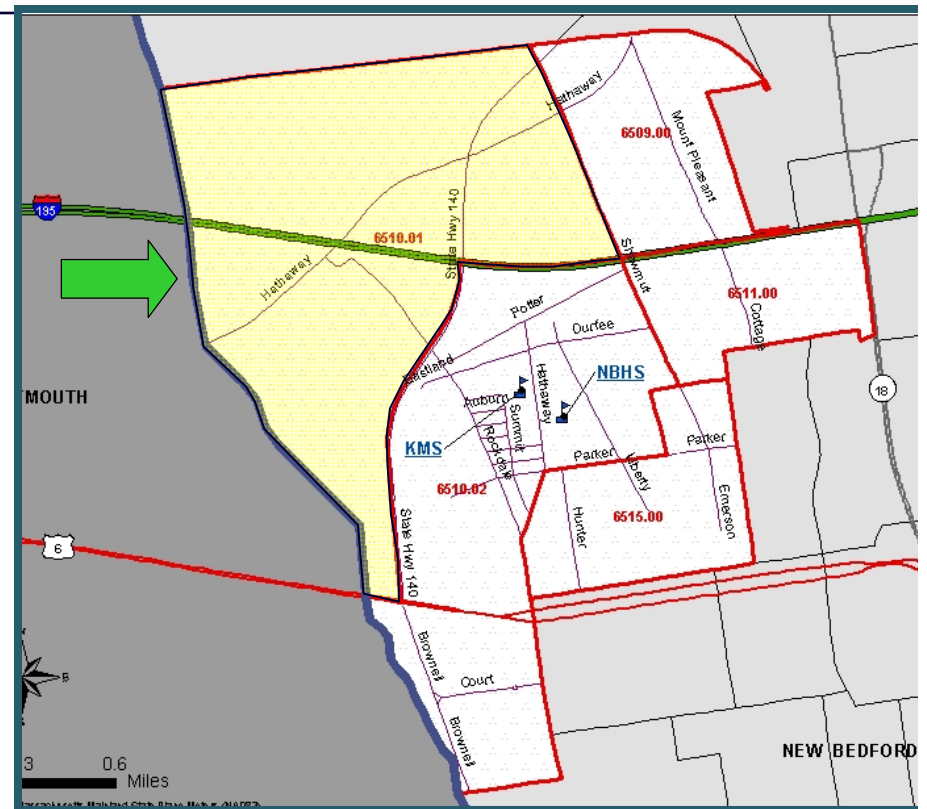 Hathaway
6509.00
Mount Pleasant
195
State Hwy 140
6510.01
Hathaway
Shawmut
6511.00
Potter
Durfee
Cottage
Eastland
NBHS
MOUTH
18
Auburn
Hathaway
Summit
KMS
Rockdale
Parker
Parker
Liberty
6510.02
Emerson
6515.00
Hunter
State Hwy 140
6
Brownell
Court
Brownell
NEW BEDFORD
3 0.6
Miles